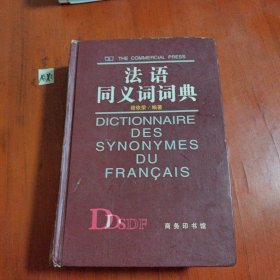 THE COMMERCIAL PRESS
法语
同义词词典
DICTIONNAIRE
DES
SYNONYMES
DU
FRANÇAIS
DDSDF
商务印书馆